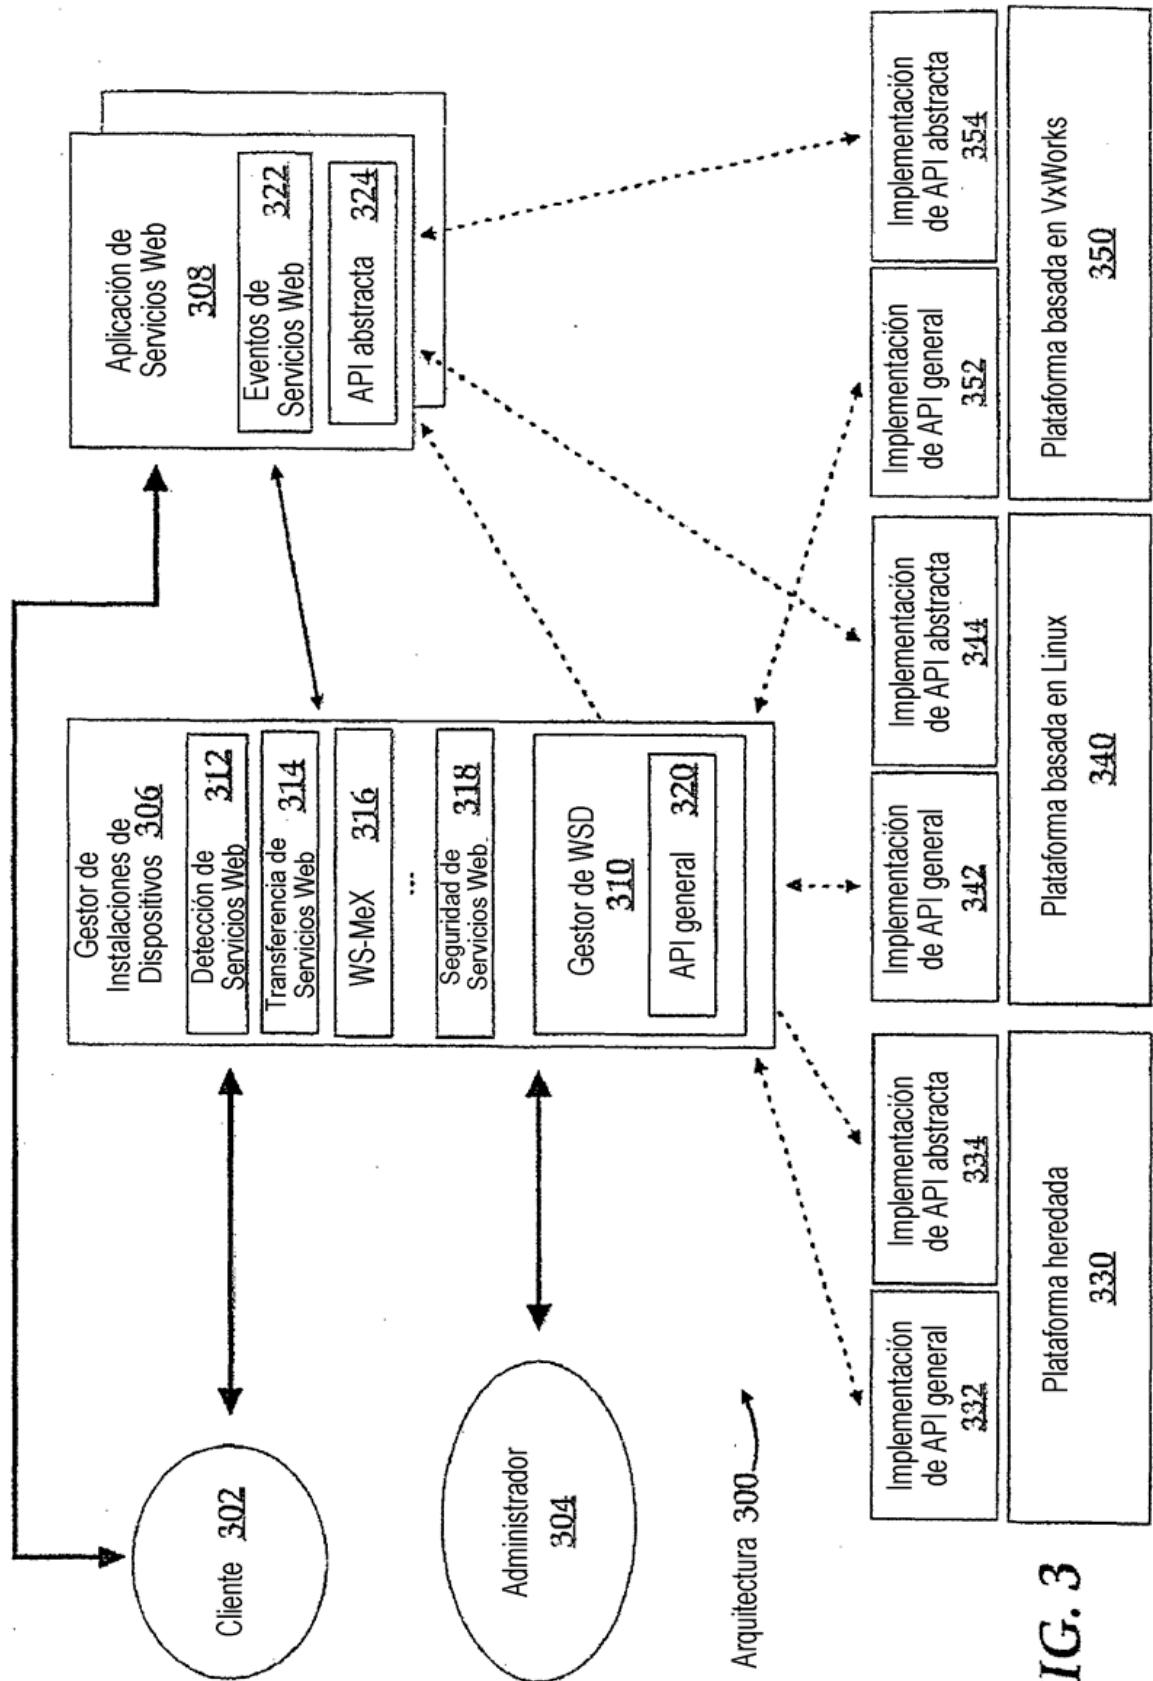 Cliente 302
Administrador
304
Arquitectura 300
Gestor de
Instalaciones de
Dispositivos 306
Detección de
Servicios Web 312
Transferencia de
Servicios Web 314
WS-MeX 316
...
Seguridad de
Servicios Web. 318
Gestor de WSD
310
API general 320
Aplicación de
Servicios Web
308
Eventos de
Servicios Web 322
API abstracta 324
Implementación
de API general
332
Implementación
de API abstracta
334
Implementación
de API general
342
Implementación
de API abstracta
344
Implementación
de API general
352
Implementación
de API abstracta
354
Plataforma heredada
330
Plataforma basada en Linux
340
Plataforma basada en VxWorks
350
IG. 3